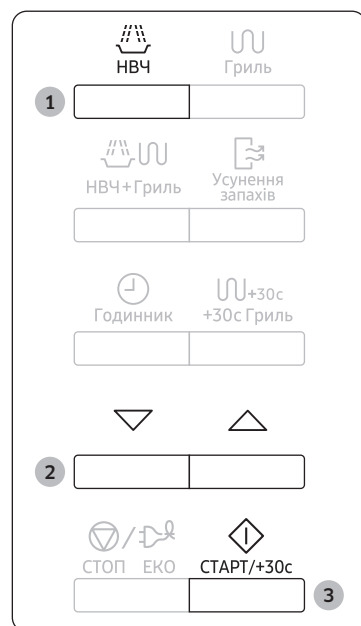 НВЧ Гриль
1
НВЧ+Гриль Усунення
запахів
+30с
Годинник +30с Гриль
2
СТОП ЕКО СТАРТ/+30с
3